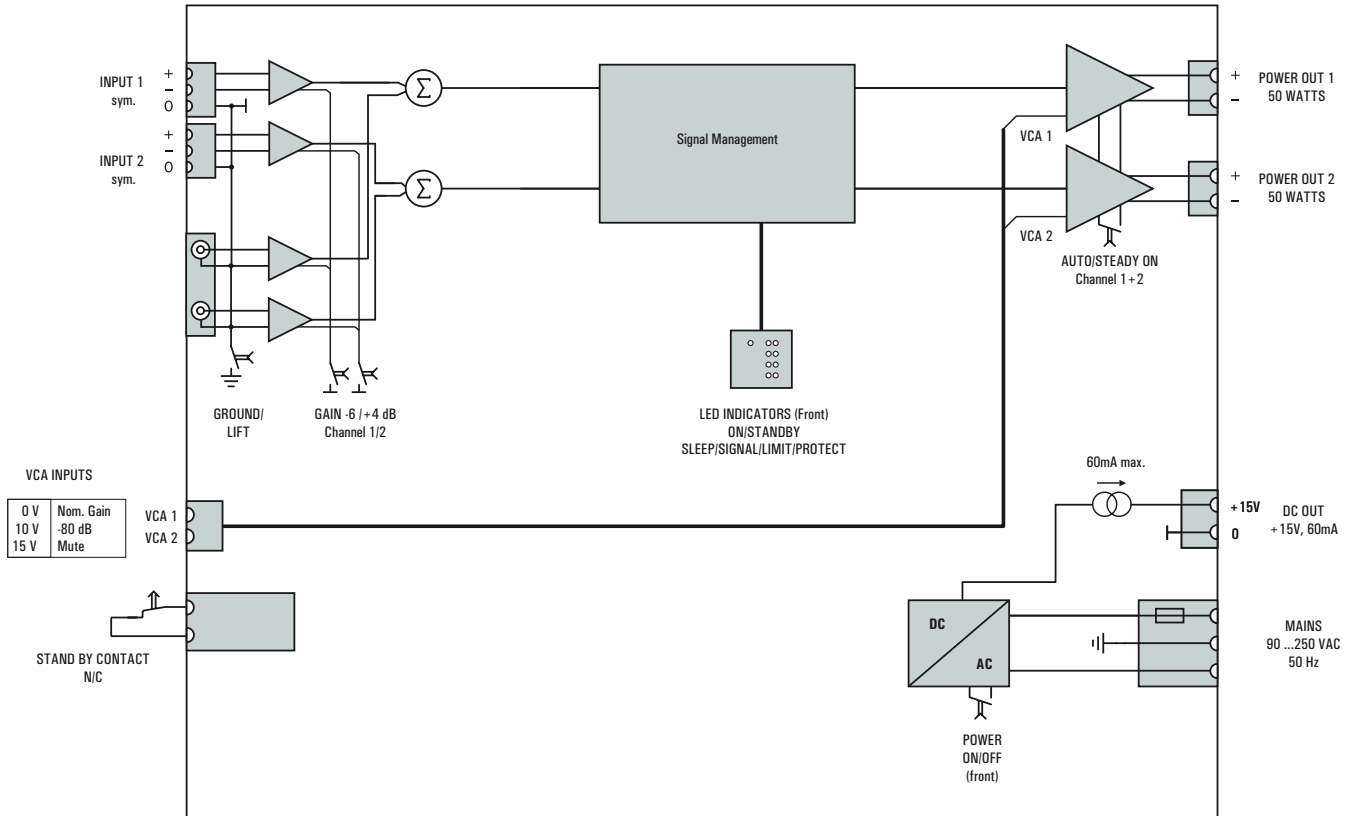 INPUT 1
sym.
+
–
0
INPUT 2
sym.
+
–
0
Σ
Σ
Signal Management
VCA 1
VCA 2
+
–
POWER OUT 1
50 WATTS
+
–
POWER OUT 2
50 WATTS
AUTO/STEADY ON
Channel 1+2
GROUND/
LIFT
GAIN -6 /+4 dB
Channel 1/2
LED INDICATORS (Front)
ON/STANDBY
SLEEP/SIGNAL/LIMIT/PROTECT
VCA INPUTS
0 V Nom. Gain
10 V -80 dB
15 V Mute
VCA 1
VCA 2
60mA max.
+15V
0
DC OUT
+15V, 60mA
STAND BY CONTACT
N/C
DC
AC
MAINS
90 ...250 VAC
50 Hz
POWER
ON/OFF
(front)